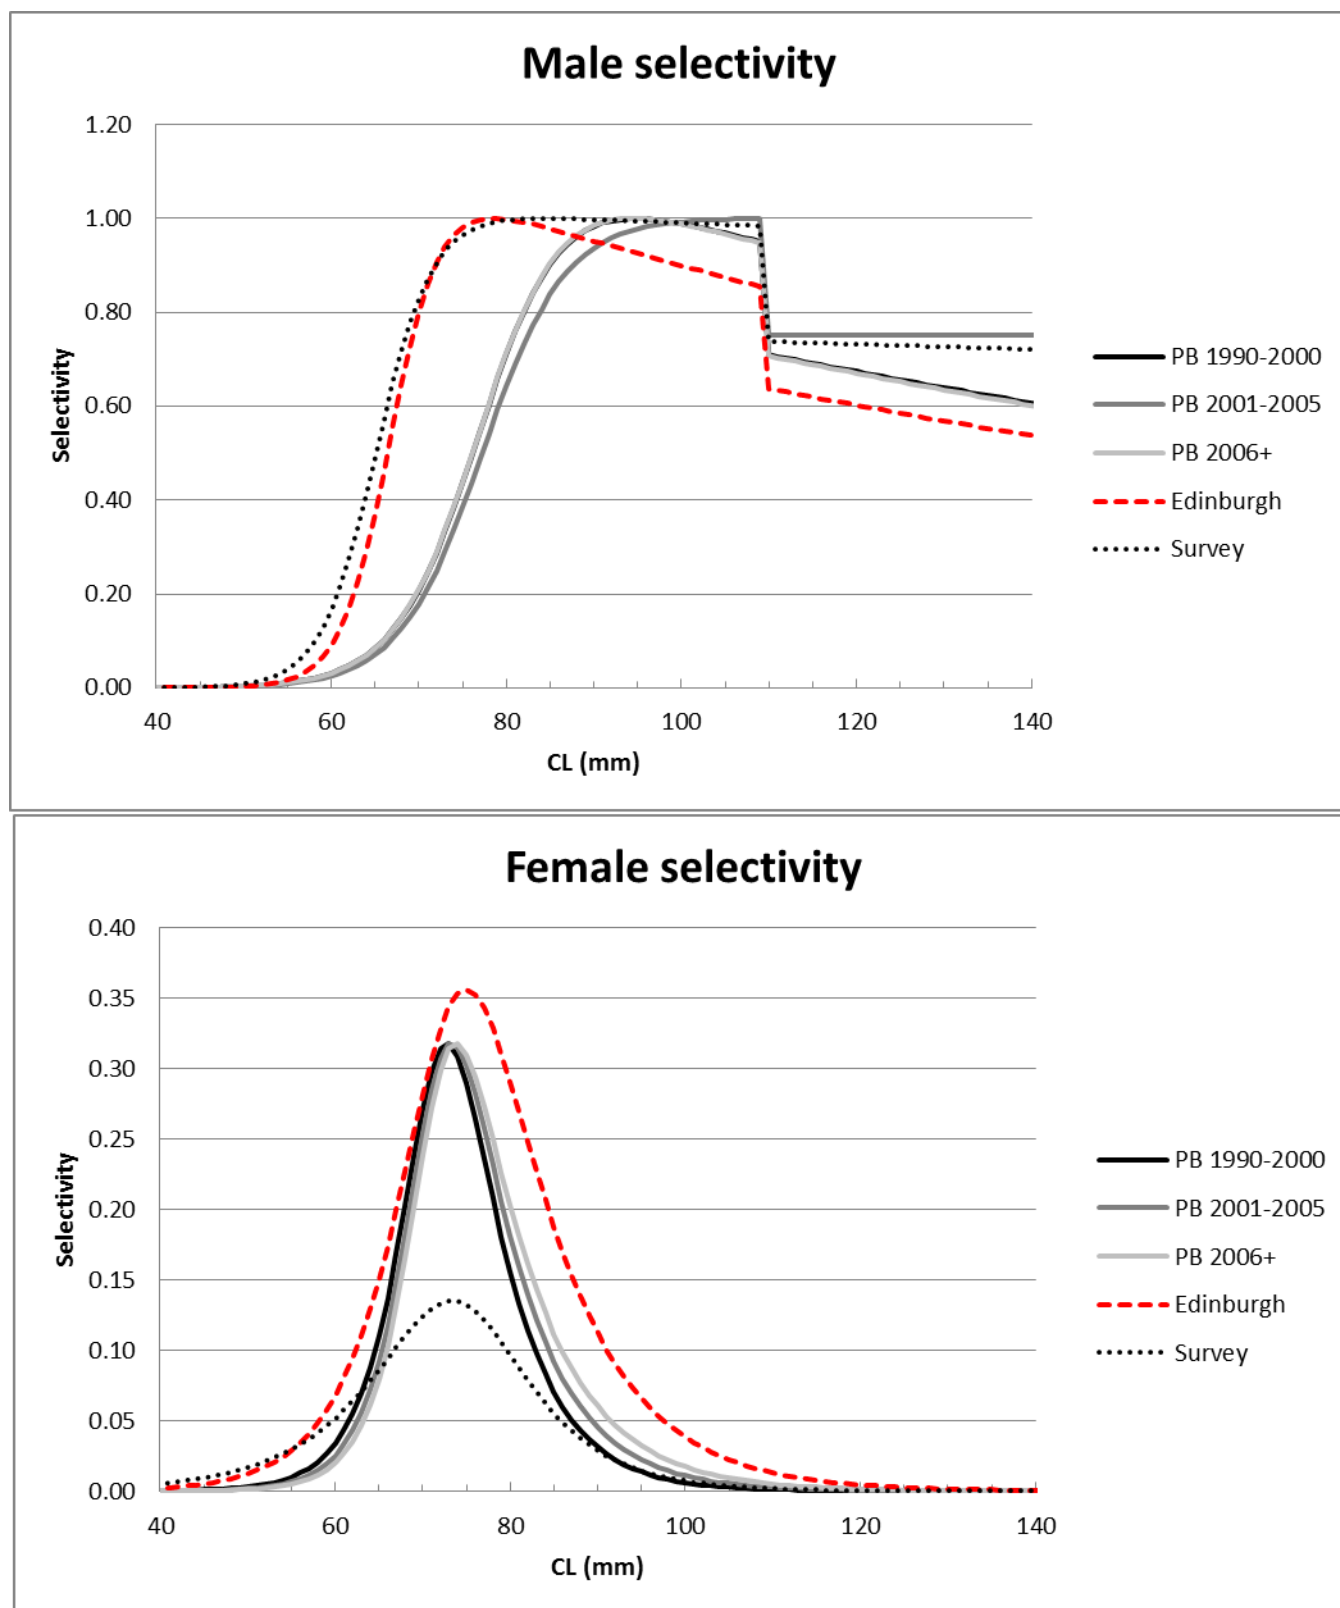 Male selectivity
1.20
1.00
0.80
0.60
0.40
0.20
0.00
Selectivity
40 60 80 100 120 140
CL (mm)
PB 1990-2000
PB 2001-2005
PB 2006+
Edinburgh
Survey
Female selectivity
0.40
0.35
0.30
0.25
0.20
0.15
0.10
0.05
0.00
Selectivity
40 60 80 100 120 140
CL (mm)
PB 1990-2000
PB 2001-2005
PB 2006+
Edinburgh
Survey